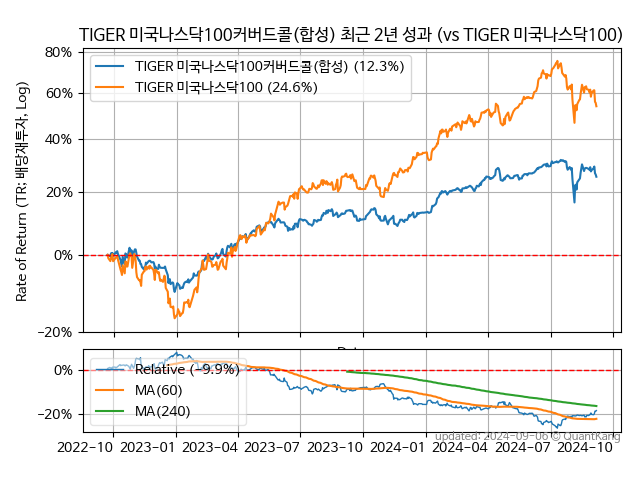 TIGER 미국나스닥100커버드콜(합성) 최근 2년 성과 (vs TIGER 미국나스닥100)
80%
60%
40%
20%
0%
−20%
Rate of Return (TR: 배당재투자, Log)
TIGER 미국나스닥100커버드콜(합성) (12.3%)
TIGER 미국나스닥100 (24.6%)
0%
−20%
Relative (−9.9%)
MA(60)
MA(240)
updated: 2024-09-06 © QuantKang
2022-10 2023-01 2023-04 2023-07 2023-10 2024-01 2024-04 2024-07 2024-10